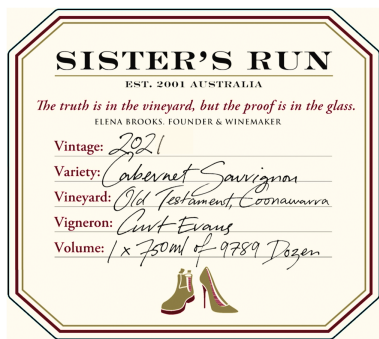 SISTER'S RUN
EST. 2001 AUSTRALIA
The truth is in the vineyard, but the proof is in the glass.
ELENA BROOKS. FOUNDER & WINEMAKER
Vintage: 2021
Variety: Cabernet Sauvignon
Vineyard: Old Testament, Coonawarra
Vigneron: Curt Evans
Volume: 1 x 750ml of 9789 Dozen